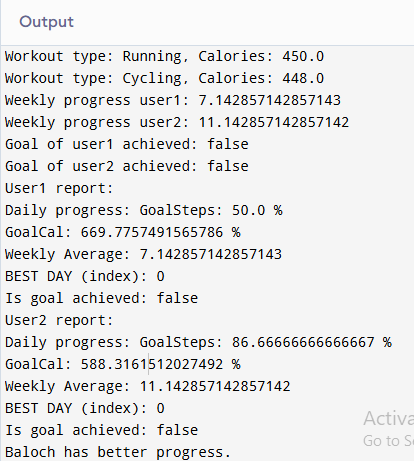 Output
Workout type: Running, Calories: 450.0
Workout type: Cycling, Calories: 448.0
Weekly progress user1: 7.142857142857143
Weekly progress user2: 11.142857142857142
Goal of user1 achieved: false
Goal of user2 achieved: false
User1 report:
Daily progress: GoalSteps: 50.0 %
GoalCal: 669.7757491565786 %
Weekly Average: 7.142857142857143
BEST DAY (index): 0
Is goal achieved: false
User2 report:
Daily progress: GoalSteps: 86.66666666666667 %
GoalCal: 588.3161512027492 %
Weekly Average: 11.142857142857142
BEST DAY (index): 0
Is goal achieved: false
Baloch has better progress.
Activa
Go to Se